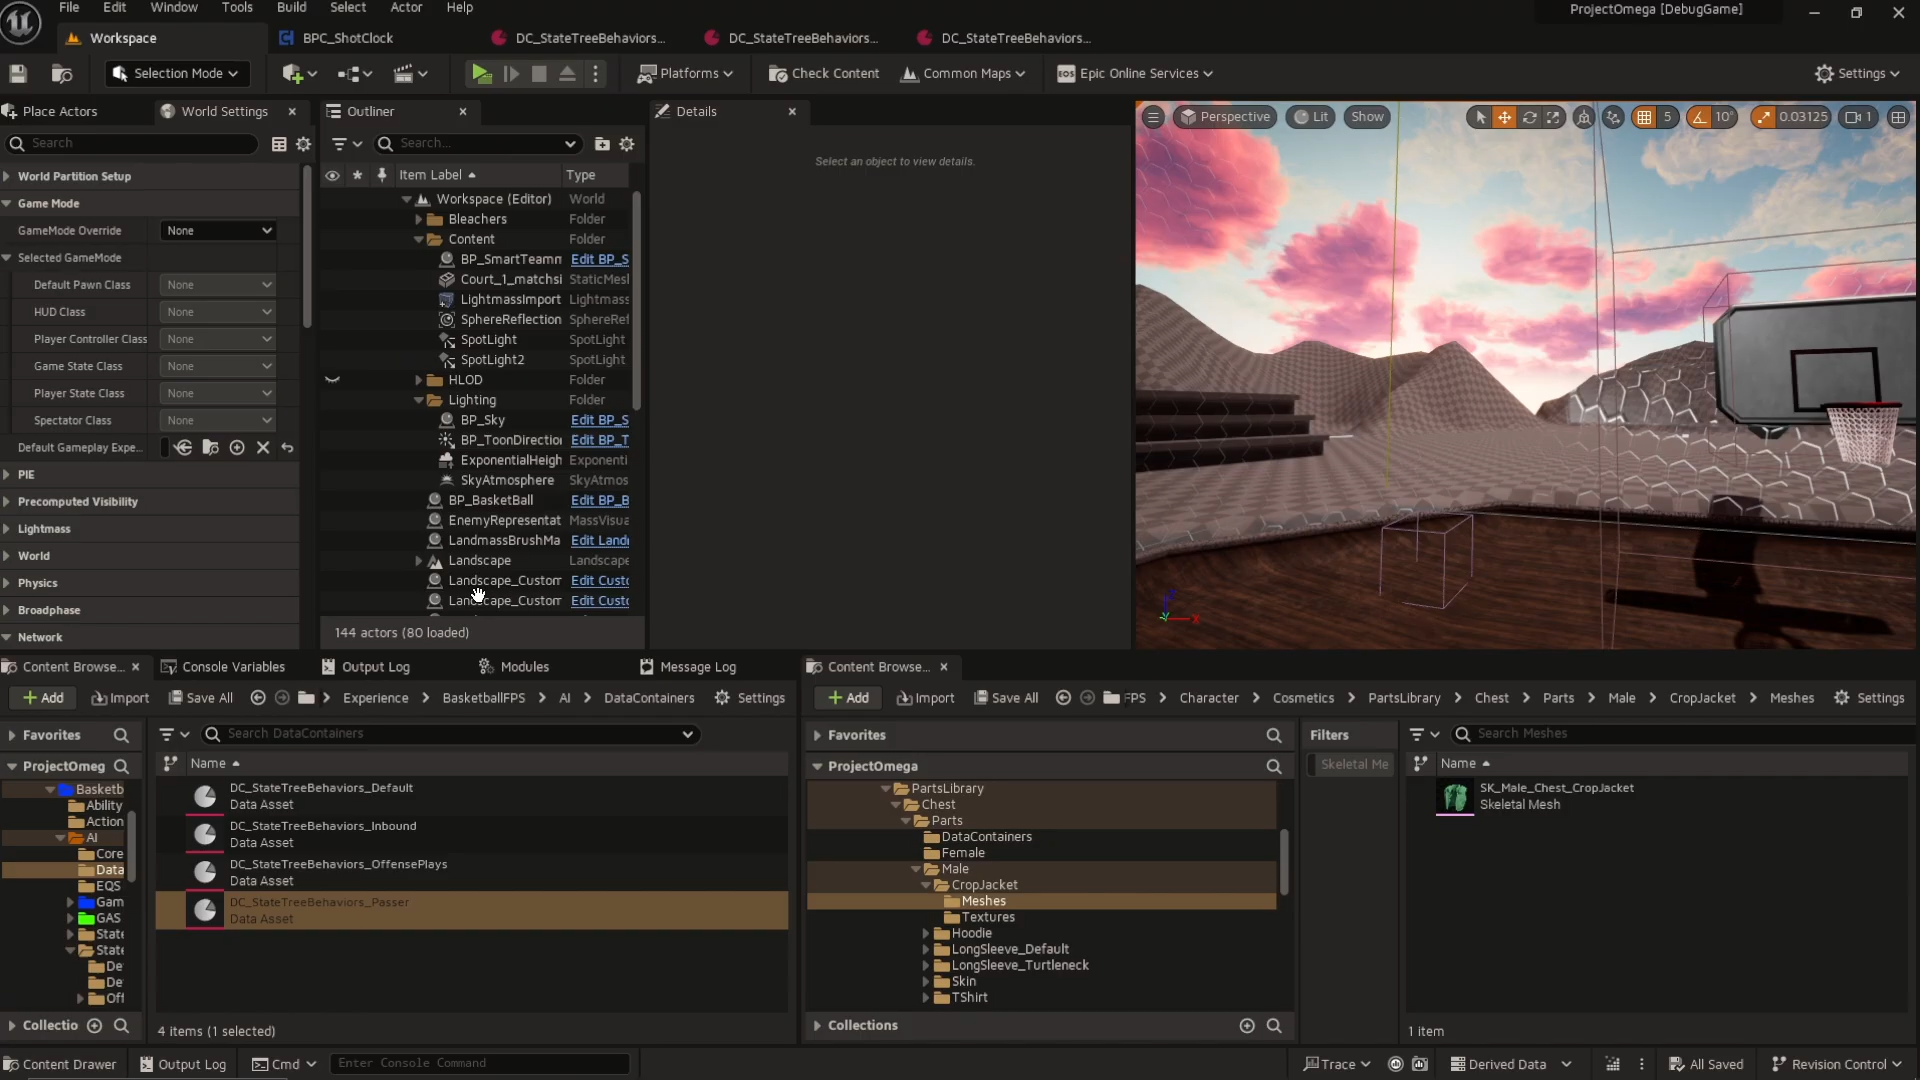 File Edit Window Tools Build Select Actor Help
ProjectOmega [DebugGame]
Workspace
BPC_ShotClock
DC_StateTreeBehaviors...
DC_StateTreeBehaviors...
DC_StateTreeBehaviors...
Selection Mode
Platforms
Check Content
Common Maps
EOS Epic Online Services
Settings
Place Actors
World Settings
Search
World Partition Setup
Game Mode
GameMode Override None
Selected GameMode
Default Pawn Class None
HUD Class None
Player Controller Class None
Game State Class None
Player State Class None
Spectator Class None
Default Gameplay Expe...
PIE
Precomputed Visibility
Lightmass
World
Physics
Broadphase
Network
Outliner
Search...
Item Label Type
Workspace (Editor) World
Bleachers Folder
Content Folder
BP_SmartTeamm Edit BP_S
Court_1_matchsi StaticMesl
LightmassImport Lightmass
SphereReflection SphereRef
SpotLight SpotLight
SpotLight2 SpotLight
HLOD Folder
Lighting Folder
BP_Sky Edit BP_S
BP_ToonDirection Edit BP_T
ExponentialHeigh Exponenti
SkyAtmosphere SkyAtmos
BP_BasketBall Edit BP_B
EnemyRepresentat MassVisua
LandmassBrushMa Edit Landi
Landscape Landscape
Landscape_Custom Edit Custo
Landscape_Custom Edit Custo
144 actors (80 loaded)
Details
Select an object to view details.
Perspective Lit Show 5 10° 0.03125 1
Z
X
Content Browse...
Console Variables
Output Log
Modules
Message Log
Add Import Save All Experience BasketballFPS AI DataContainers Settings
Favorites
ProjectOmeg
Basketb
Ability
Action
AI
Core
Data
EQS
Gam
GAS
State
State
De
De
Off
Collectio
Search DataContainers
Name
DC_StateTreeBehaviors_Default
Data Asset
DC_StateTreeBehaviors_Inbound
Data Asset
DC_StateTreeBehaviors_OffensePlays
Data Asset
DC_StateTreeBehaviors_Passer
Data Asset
4 items (1 selected)
Content Browse...
Add Import Save All FPS Character Cosmetics PartsLibrary Chest Parts Male CropJacket Meshes Settings
Favorites
ProjectOmega
PartsLibrary
Chest
Parts
DataContainers
Female
Male
CropJacket
Meshes
Textures
Hoodie
LongSleeve_Default
LongSleeve_Turtleneck
Skin
TShirt
Collections
Filters
Skeletal Me
Search Meshes
Name
SK_Male_Chest_CropJacket
Skeletal Mesh
1 item
Content Drawer
Output Log
Cmd
Enter Console Command
Trace
Derived Data
All Saved
Revision Control